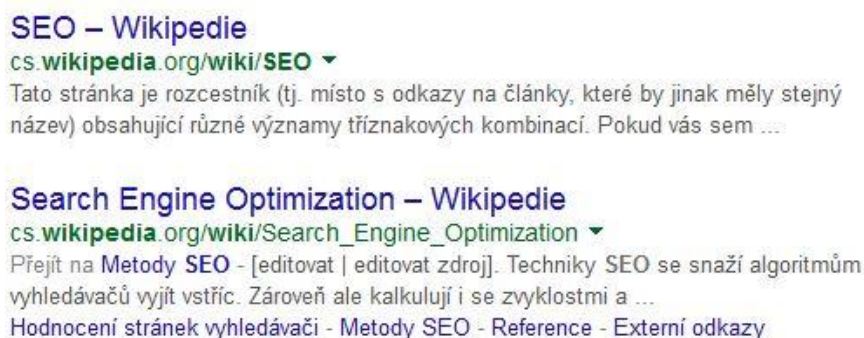 SEO – Wikipedie
cs.wikipedia.org/wiki/SEO
Tato stránka je rozcestník (tj. místo s odkazy na články, které by jinak měly stejný
název) obsahující různé významy tříznakových kombinací. Pokud vás sem ...
Search Engine Optimization – Wikipedie
cs.wikipedia.org/wiki/Search_Engine_Optimization
Přejít na Metody SEO - [editovat | editovat zdroj]. Techniky SEO se snaží algoritmům
vyhledávačů vyjít vstříc. Zároveň ale kalkulují i se zvyklostmi a ...
Hodnocení stránek vyhledávači - Metody SEO - Reference - Externí odkazy